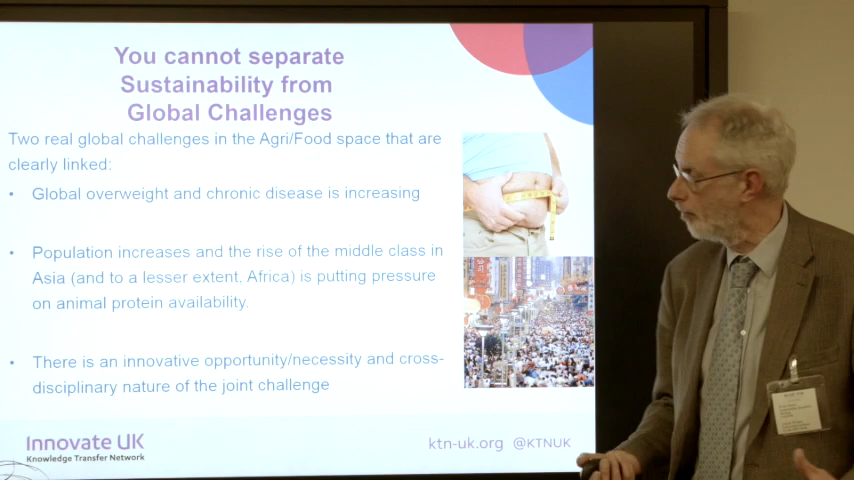 You cannot separate
Sustainability from
Global Challenges
Two real global challenges in the Agri/Food space that are
clearly linked:
• Global overweight and chronic disease is increasing
• Population increases and the rise of the middle class in
Asia (and to a lesser extent, Africa) is putting pressure
on animal protein availability.
• There is an innovative opportunity/necessity and cross-
disciplinary nature of the joint challenge
Innovate UK
Knowledge Transfer Network
ktn-uk.org @KTNUK